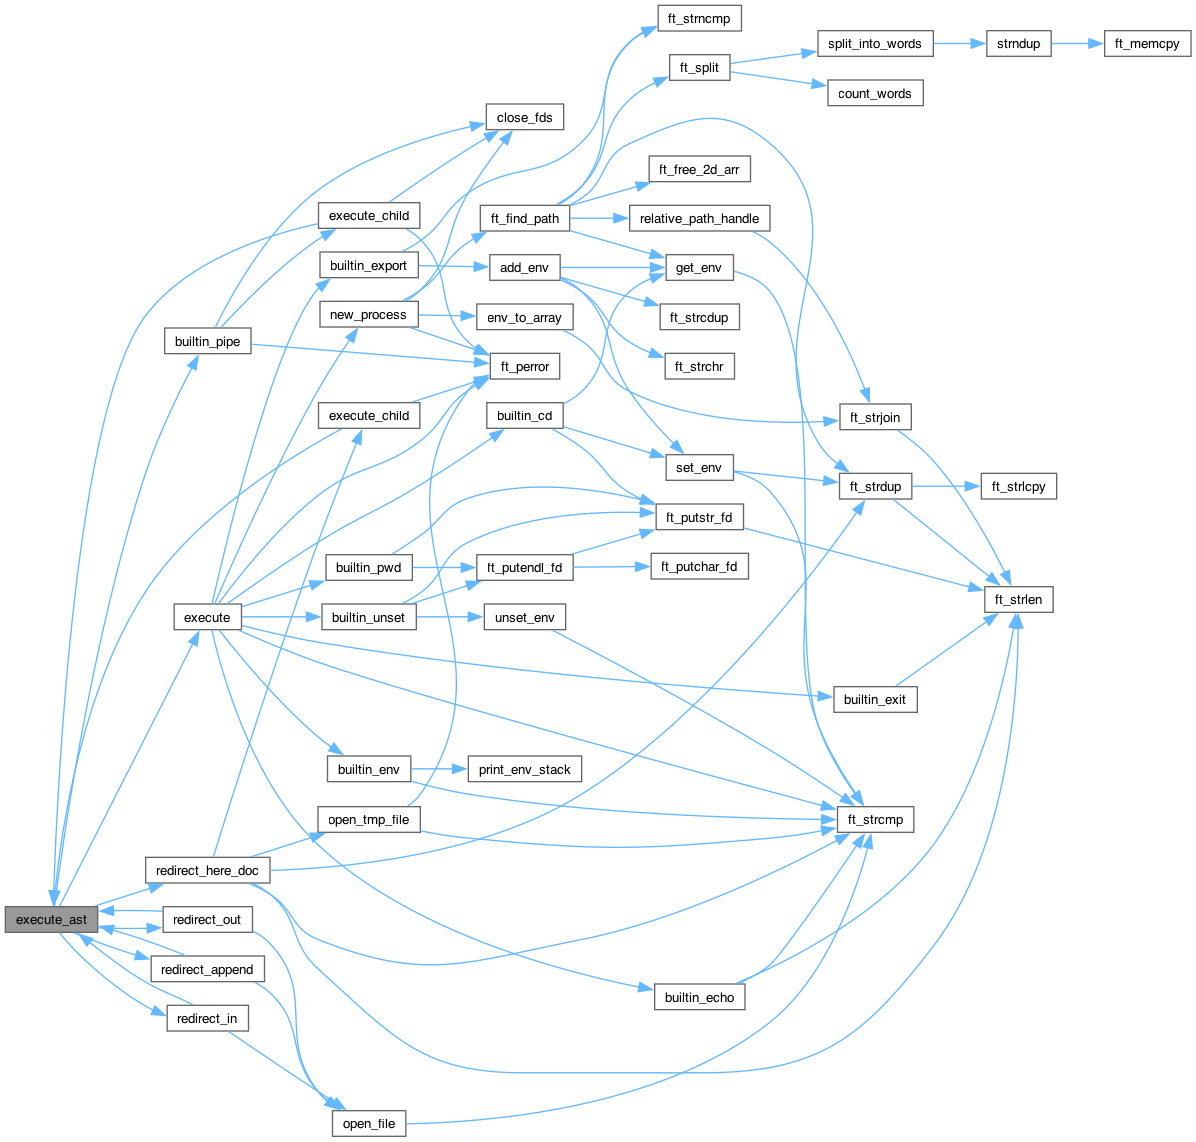 ft_strncmp
split_into_words
strndup
ft_memcpy
ft_split
count_words
close_fds
ft_free_2d_arr
execute_child
ft_find_path
relative_path_handle
builtin_export
add_env
get_env
new_process
env_to_array
ft_strcdup
builtin_pipe
ft_perror
ft_strchr
execute_child
builtin_cd
ft_strjoin
set_env
ft_strdup
ft_strlcpy
ft_putstr_fd
builtin_pwd
ft_putendl_fd
ft_putchar_fd
ft_strlen
execute
builtin_unset
unset_env
builtin_exit
builtin_env
print_env_stack
open_tmp_file
ft_strcmp
redirect_here_doc
execute_ast
redirect_out
redirect_append
builtin_echo
redirect_in
open_file